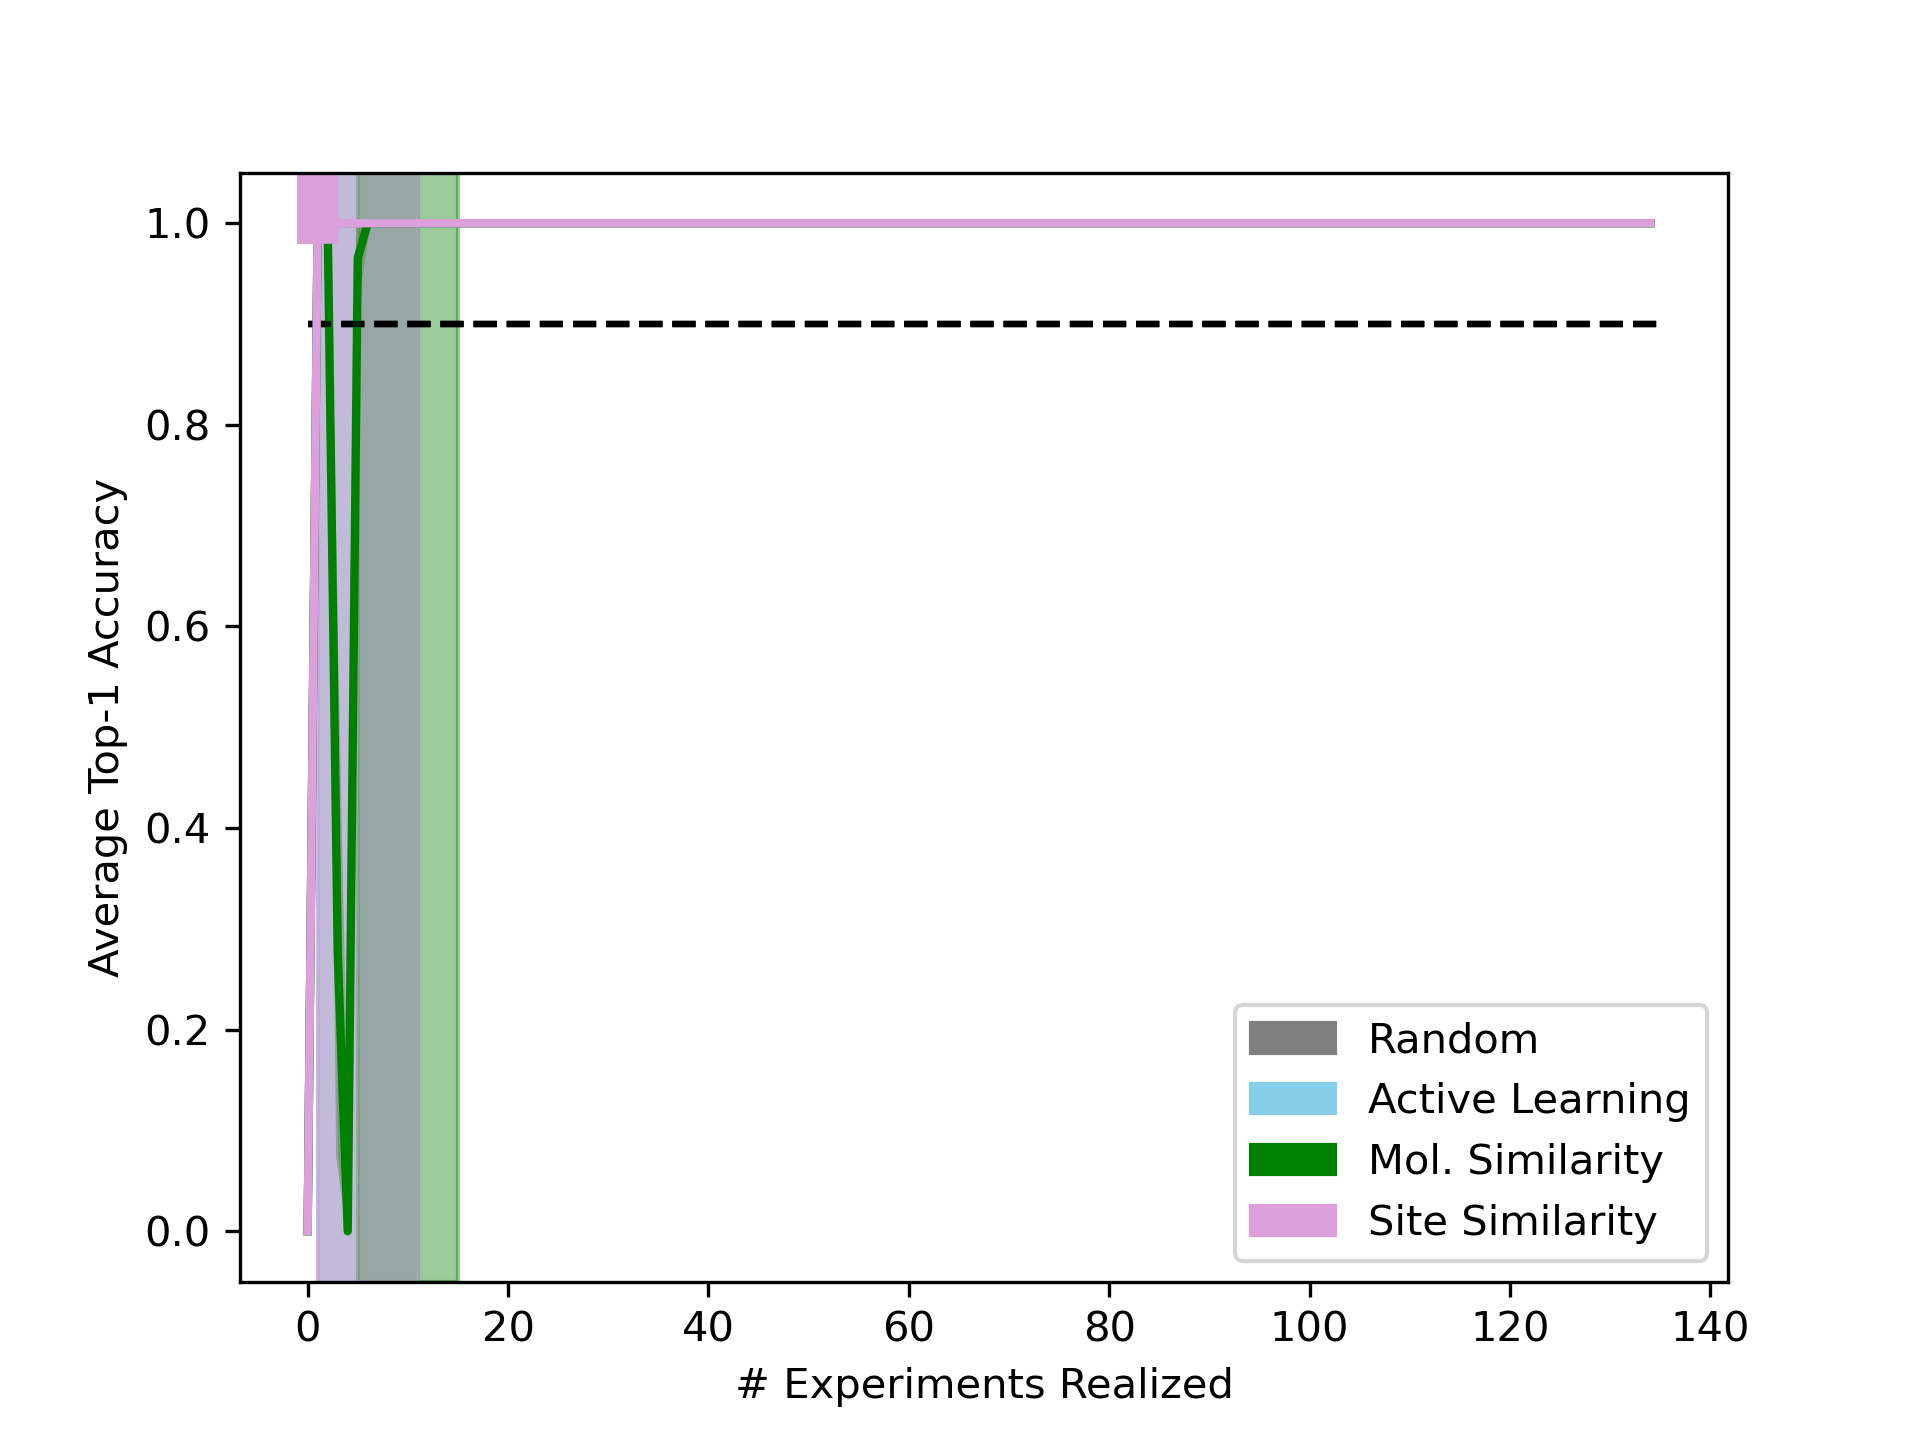 1.0
0.8
0.6
0.4
0.2
0.0
Average Top-1 Accuracy
0 20 40 60 80 100 120 140
# Experiments Realized
Random
Active Learning
Mol. Similarity
Site Similarity